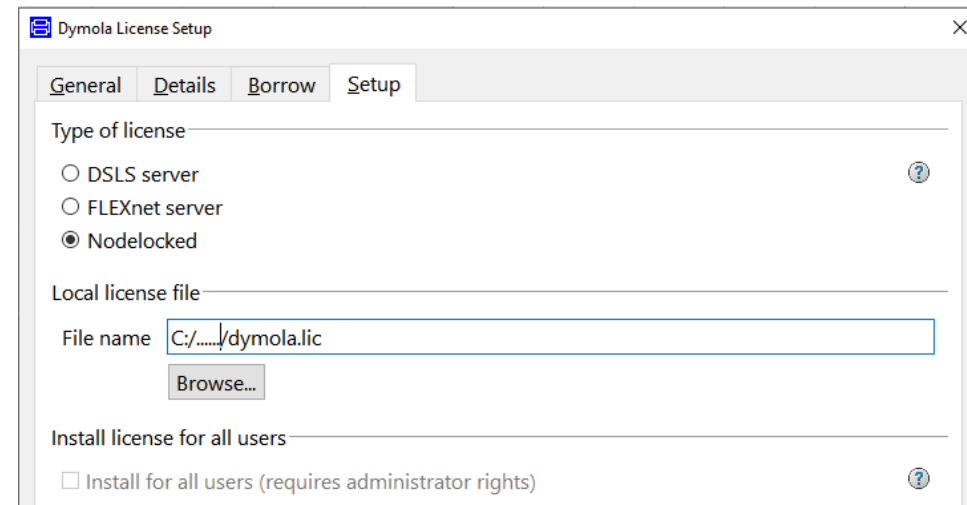 Dymola License Setup
General Details Borrow Setup
Type of license
DSLS server
FLEXnet server
Nodelocked
Local license file
File name C:/....../dymola.lic
Browse...
Install license for all users
Install for all users (requires administrator rights)